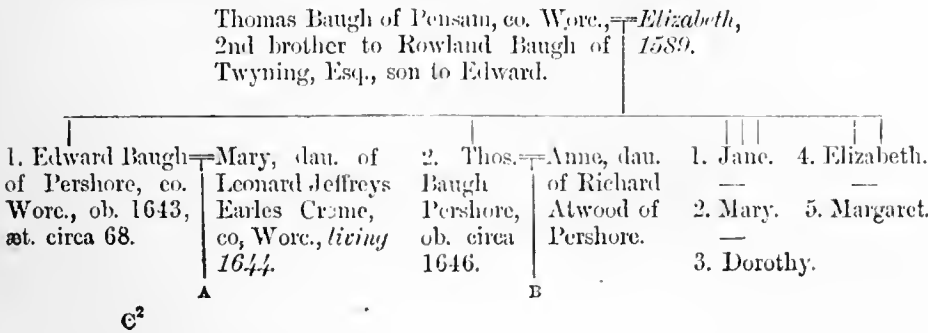 Thomas Baugh of Pensam, co. Worc.,=Elizabeth,
2nd brother to Rowland Baugh of 1589.
Twyning, Esq., son to Edward.
1. Edward Baugh=Mary, dau. of
of Pershore, co. Leonard Jeffreys
Worc., ob. 1643, Earles Crome,
æt. circa 68. co, Worc., living
1644.
A
2. Thos.=Anne, dau.
Baugh of Richard
Pershore, Atwood of
ob. circa Pershore.
1646.
B
1. Jane. 4. Elizabeth.
2. Mary. 5. Margaret.
3. Dorothy.
C²